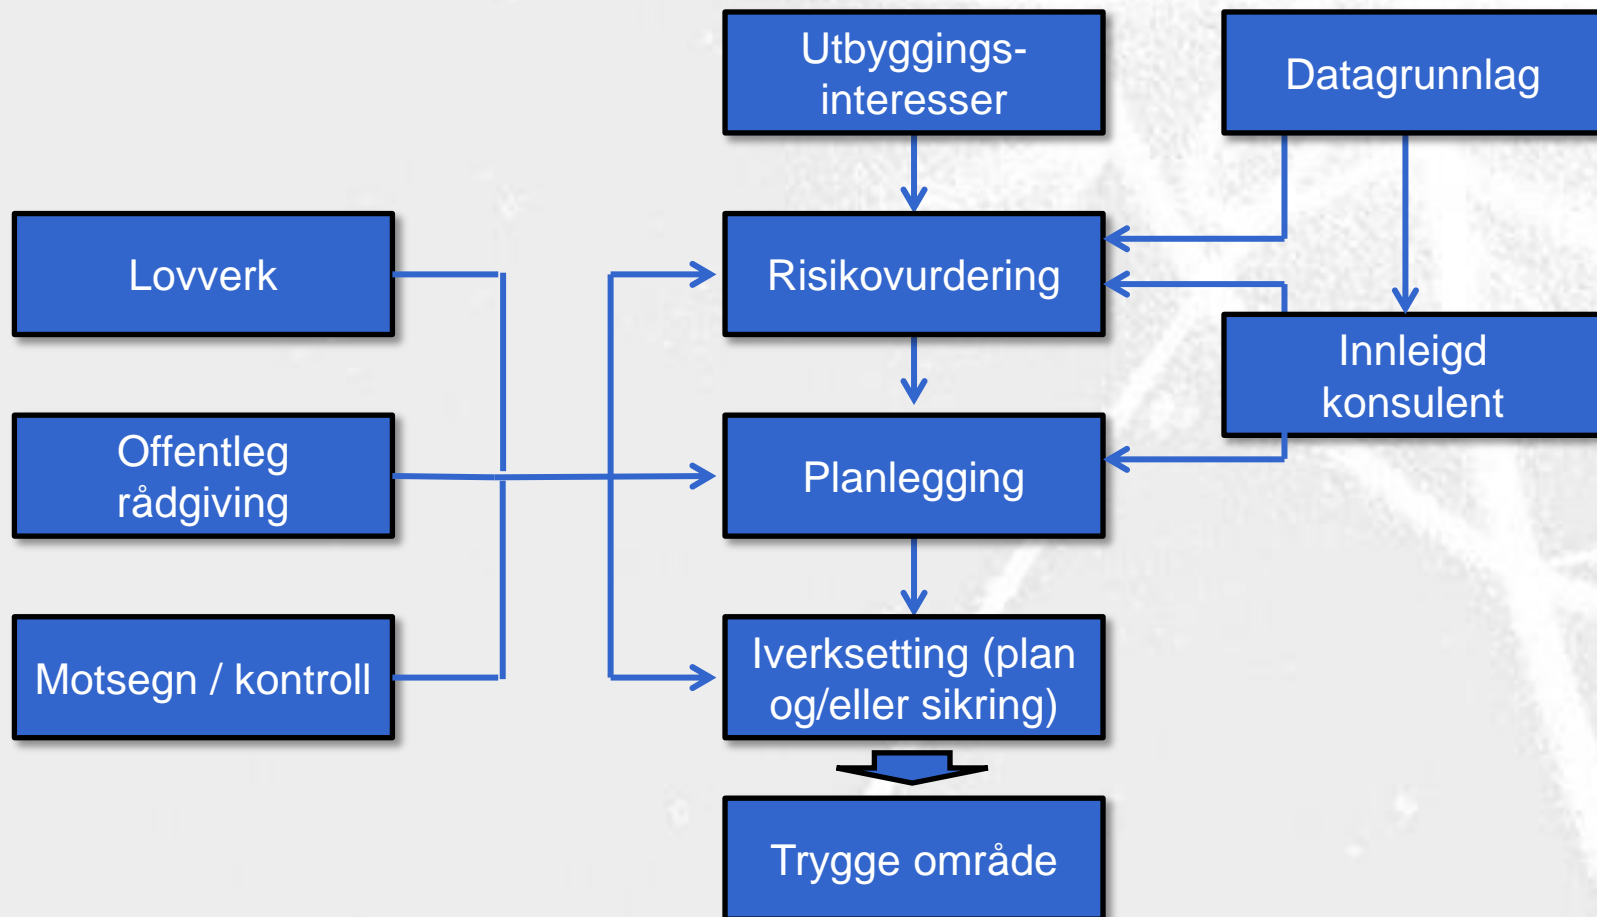 Utbyggings-
interesser
Datagrunnlag
Lovverk
Risikovurdering
Innleigd
konsulent
Offentleg
rådgiving
Planlegging
Motsegn / kontroll
Iverksetting (plan
og/eller sikring)
Trygge område